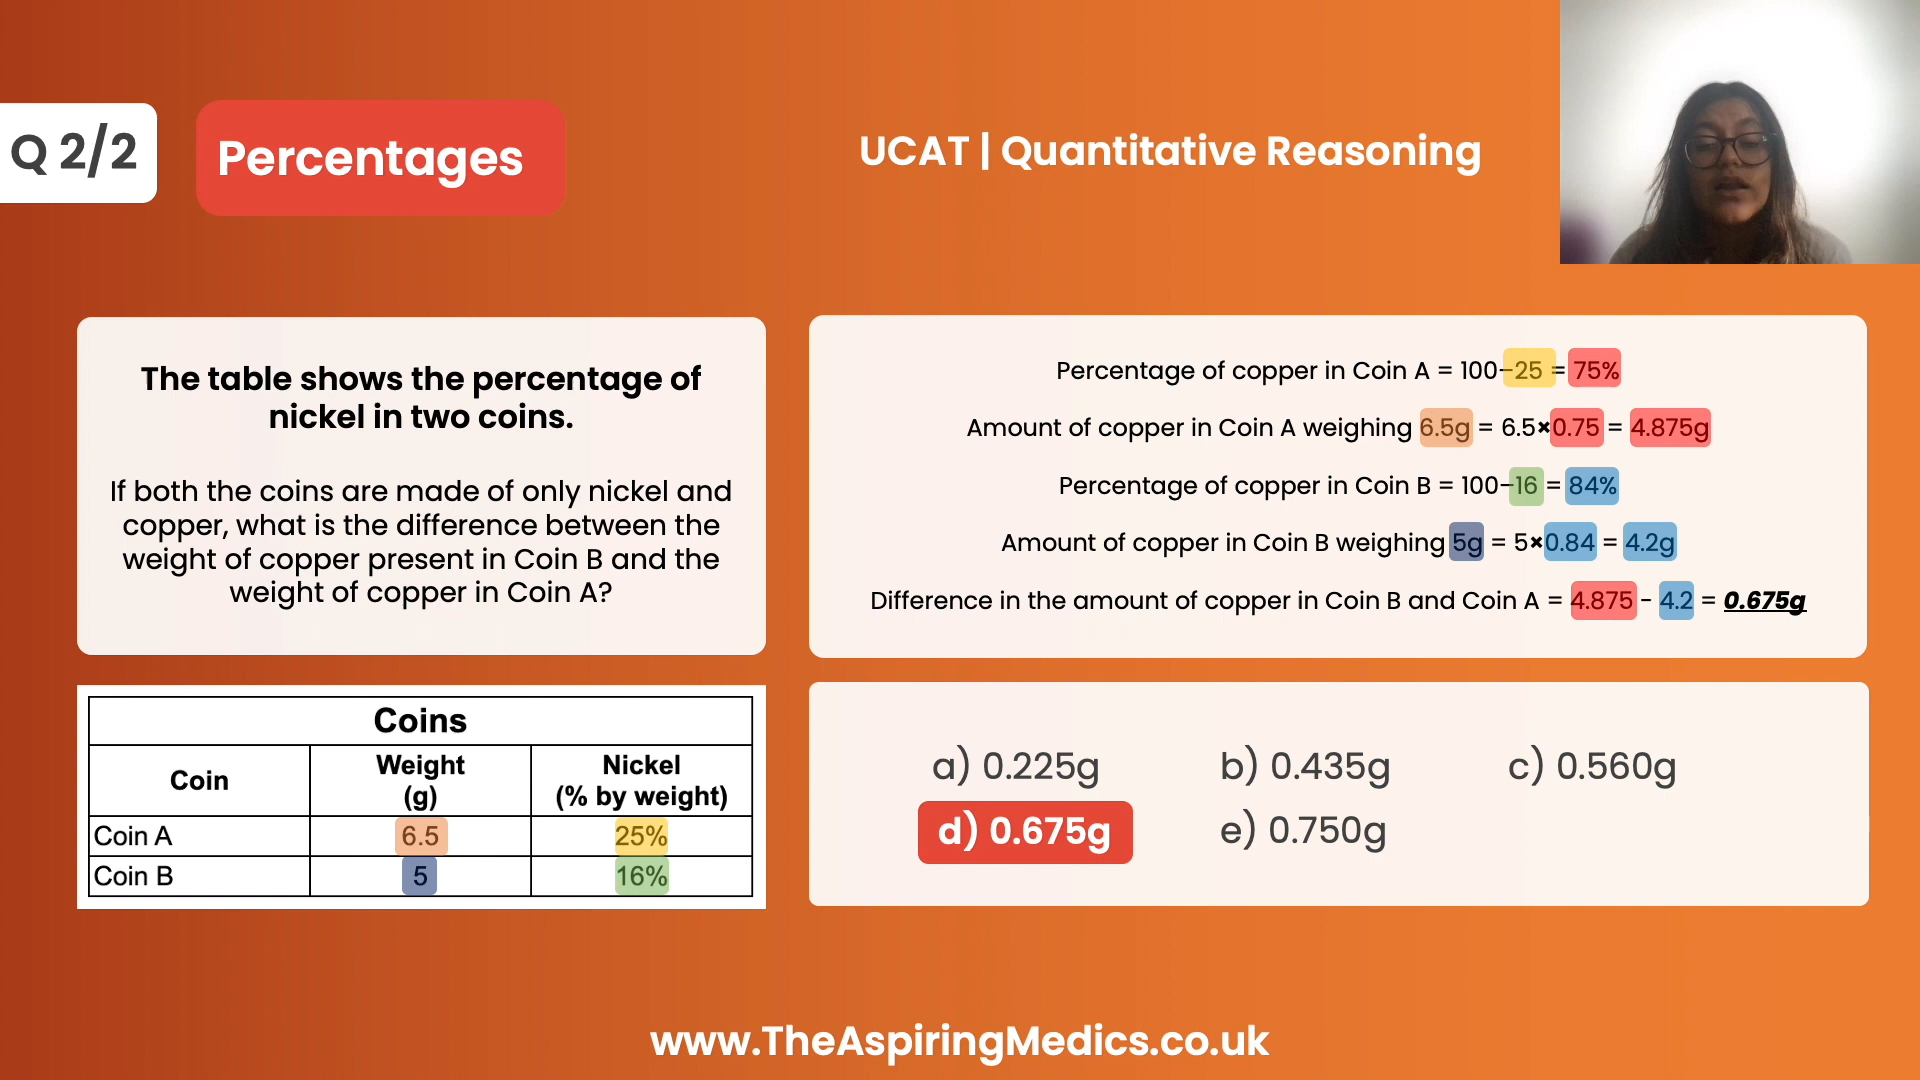 Q 2/2
Percentages
UCAT | Quantitative Reasoning
The table shows the percentage of
nickel in two coins.
If both the coins are made of only nickel and
copper, what is the difference between the
weight of copper present in Coin B and the
weight of copper in Coin A?
Percentage of copper in Coin A = 100-25 = 75%
Amount of copper in Coin A weighing 6.5g = 6.5×0.75 = 4.875g
Percentage of copper in Coin B = 100-16 = 84%
Amount of copper in Coin B weighing 5g = 5×0.84 = 4.2g
Difference in the amount of copper in Coin B and Coin A = 4.875 - 4.2 = 0.675g
Coins
Coin Weight (g) Nickel (% by weight)
Coin A 6.5 25%
Coin B 5 16%
a) 0.225g b) 0.435g c) 0.560g
d) 0.675g e) 0.750g
www.TheAspiringMedics.co.uk